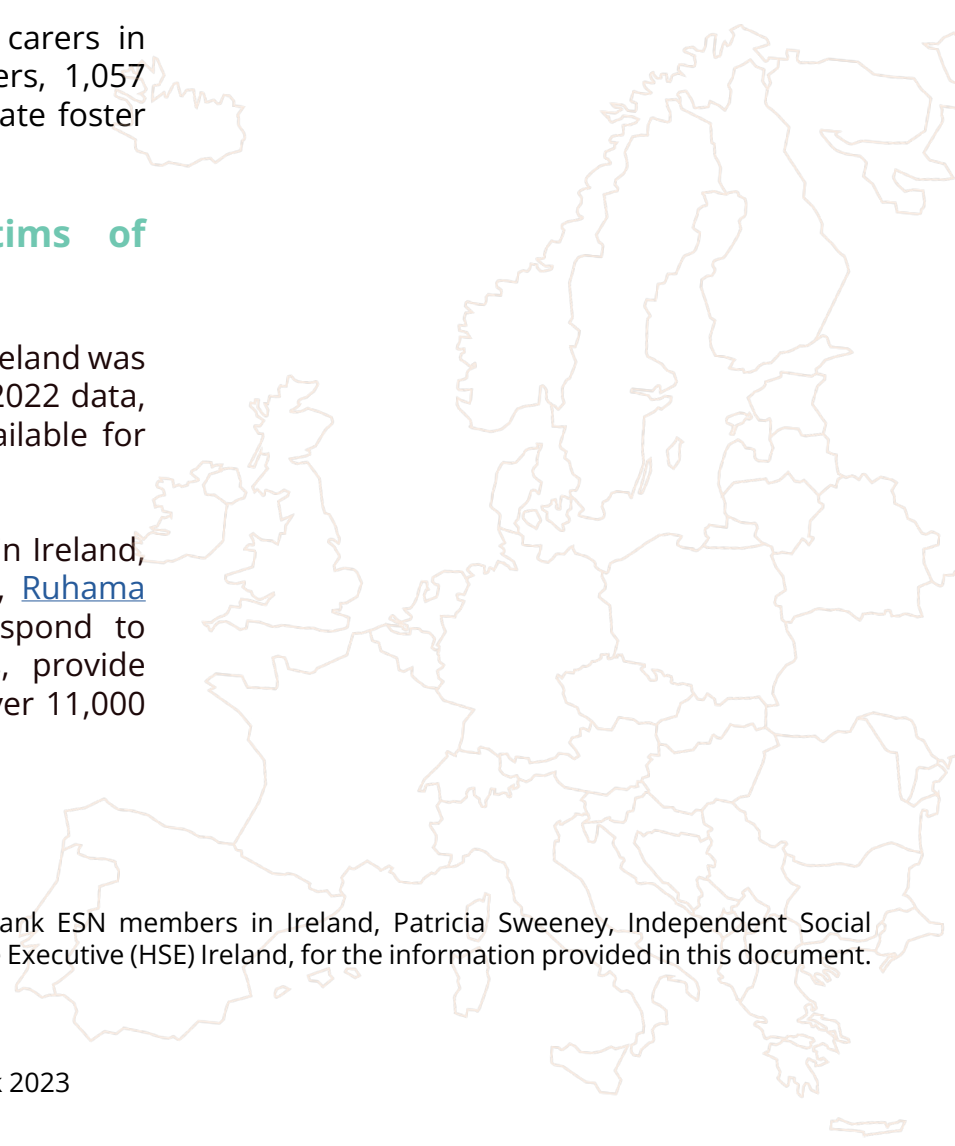 carers in
ers, 1,057
ate foster
tims of
eland was
2022 data,
ailable for
n Ireland,
, Ruhama
spond to
, provide
ver 11,000
ank ESN members in Ireland, Patricia Sweeney, Independent Social
Executive (HSE) Ireland, for the information provided in this document.
2023